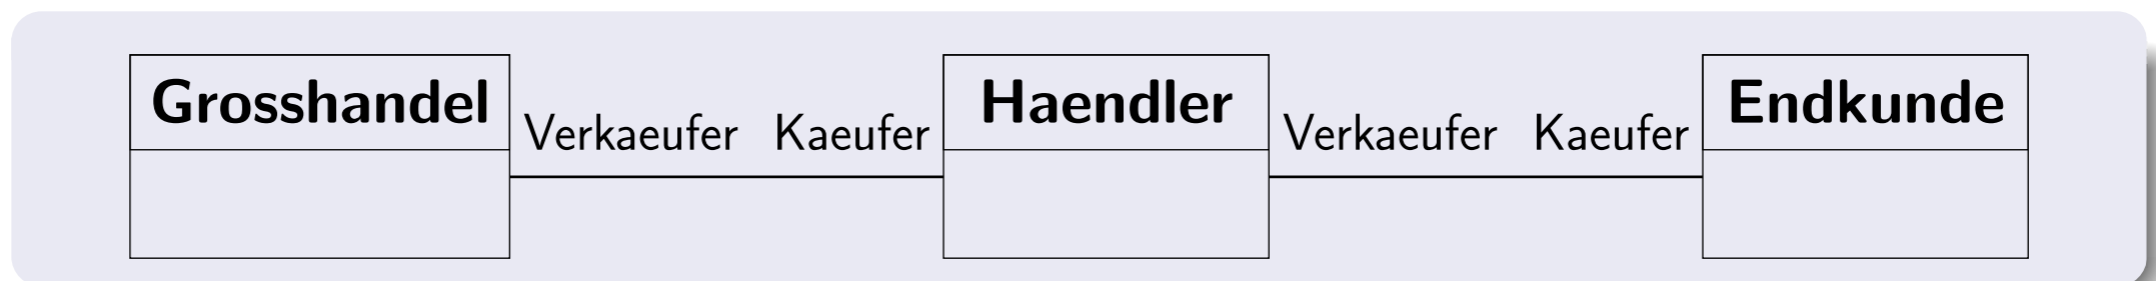 Grosshandel
Verkaeufer Kaeufer
Haendler
Verkaeufer Kaeufer
Endkunde